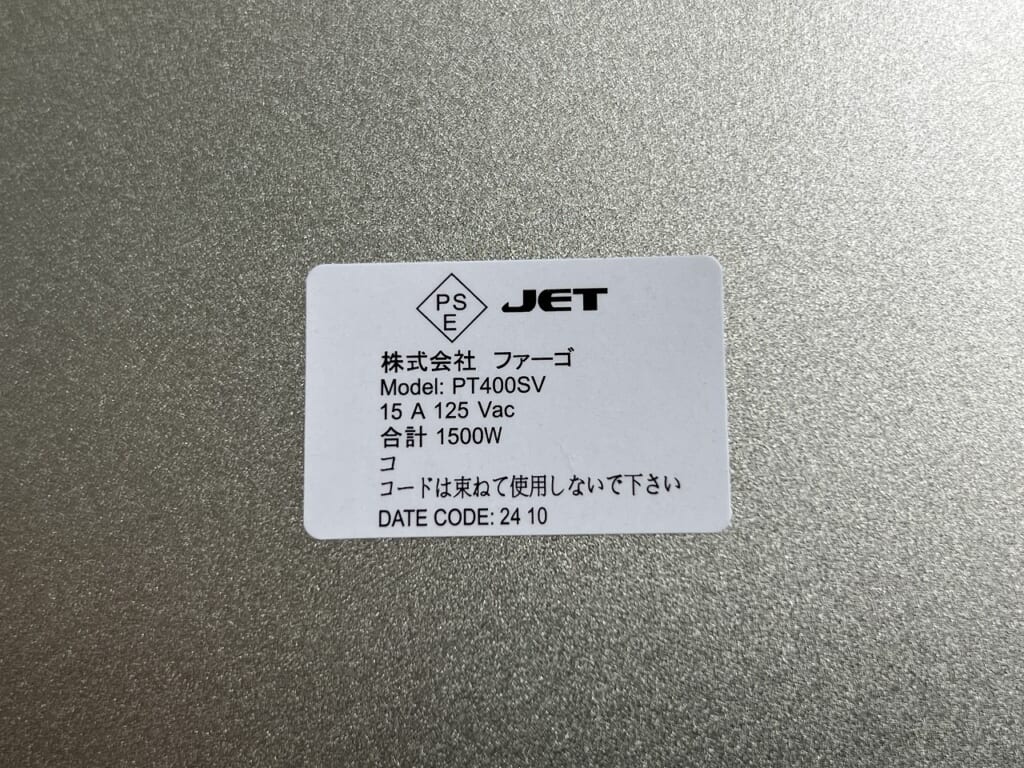 PS
E
JET
株式会社 ファーゴ
Model: PT400SV
15 A 125 Vac
合計 1500W
コ
コードは束ねて使用しないで下さい
DATE CODE: 24 10